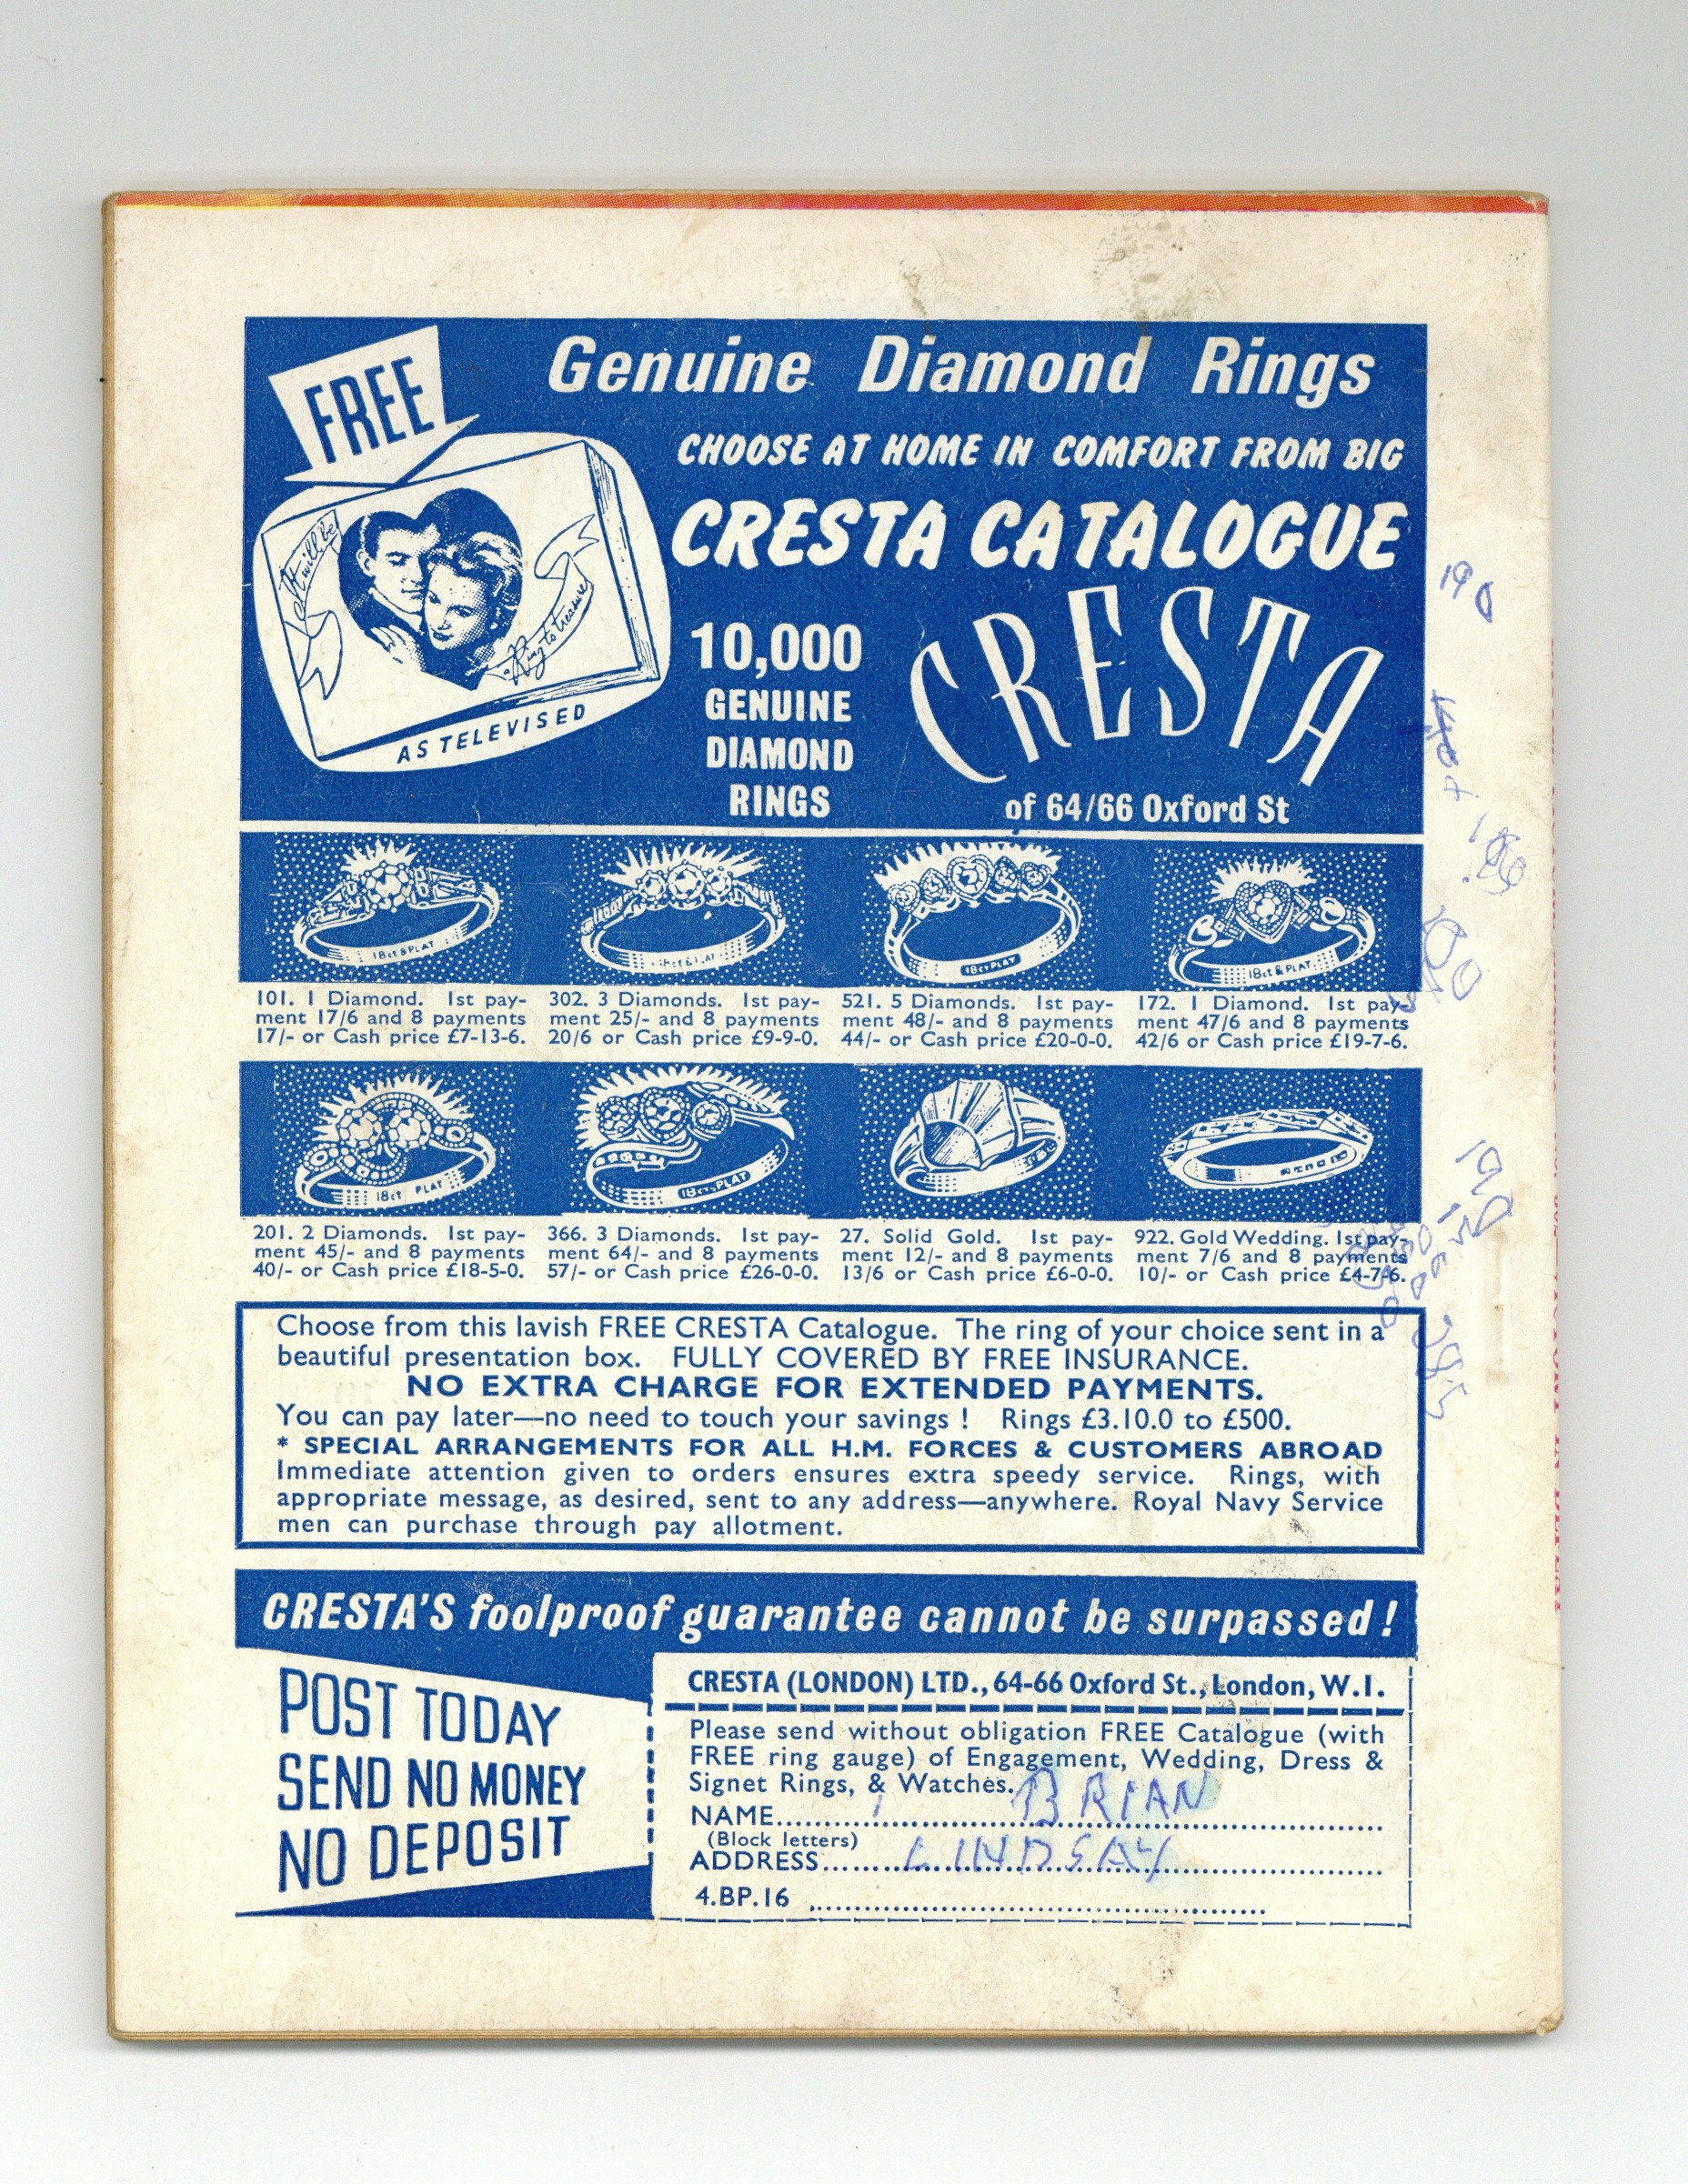 FREE
Genuine Diamond Rings
CHOOSE AT HOME IN COMFORT FROM BIG
CRESTA CATALOGUE
It will be
a Ring to treasure
AS TELEVISED
10,000
GENUINE
DIAMOND
RINGS
CRESTA
of 64/66 Oxford St
18ct & PLAT
18ct PLAT
18ct & PLAT
101. 1 Diamond. 1st pay-
ment 17/6 and 8 payments
17/- or Cash price £7-13-6.
302. 3 Diamonds. 1st pay-
ment 25/- and 8 payments
20/6 or Cash price £9-9-0.
521. 5 Diamonds. 1st pay-
ment 48/- and 8 payments
44/- or Cash price £20-0-0.
172. 1 Diamond. 1st pay-
ment 47/6 and 8 payments
42/6 or Cash price £19-7-6.
18ct PLAT
18ct PLAT
201. 2 Diamonds. 1st pay-
ment 45/- and 8 payments
40/- or Cash price £18-5-0.
366. 3 Diamonds. 1st pay-
ment 64/- and 8 payments
57/- or Cash price £26-0-0.
27. Solid Gold. 1st pay-
ment 12/- and 8 payments
13/6 or Cash price £6-0-0.
922. Gold Wedding. 1st pay-
ment 7/6 and 8 payments
10/- or Cash price £4-7-6.
Choose from this lavish FREE CRESTA Catalogue. The ring of your choice sent in a
beautiful presentation box. FULLY COVERED BY FREE INSURANCE.
NO EXTRA CHARGE FOR EXTENDED PAYMENTS.
You can pay later—no need to touch your savings ! Rings £3.10.0 to £500.
* SPECIAL ARRANGEMENTS FOR ALL H.M. FORCES & CUSTOMERS ABROAD
Immediate attention given to orders ensures extra speedy service. Rings, with
appropriate message, as desired, sent to any address—anywhere. Royal Navy Service
men can purchase through pay allotment.
CRESTA'S foolproof guarantee cannot be surpassed !
POST TODAY
SEND NO MONEY
NO DEPOSIT
CRESTA (LONDON) LTD., 64-66 Oxford St., London, W.1.
Please send without obligation FREE Catalogue (with
FREE ring gauge) of Engagement, Wedding, Dress &
Signet Rings, & Watches.
NAME.......... BRIAN
(Block letters)
ADDRESS.......... LINDSAY
4.BP.16 ..........
190